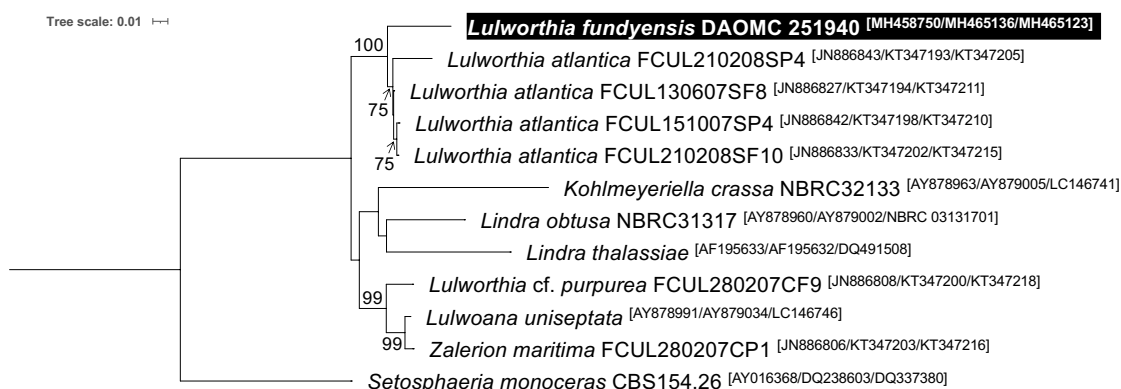 Tree scale: 0.01
Lulworthia fundyensis DAOMC 251940 [MH458750/MH465136/MH465123]
100
Lulworthia atlantica FCUL210208SP4 [JN886843/KT347193/KT347205]
Lulworthia atlantica FCUL130607SF8 [JN886827/KT347194/KT347211]
75
Lulworthia atlantica FCUL151007SP4 [JN886842/KT347198/KT347210]
Lulworthia atlantica FCUL210208SF10 [JN886833/KT347202/KT347215]
75
Kohlmeyeriella crassa NBRC32133 [AY878963/AY879005/LC146741]
Lindra obtusa NBRC31317 [AY878960/AY879002/NBRC 03131701]
Lindra thalassiae [AF195633/AF195632/DQ491508]
Lulworthia cf. purpurea FCUL280207CF9 [JN886808/KT347200/KT347218]
99
Lulwoana uniseptata [AY878991/AY879034/LC146746]
99
Zalerion maritima FCUL280207CP1 [JN886806/KT347203/KT347216]
Setosphaeria monoceras CBS154.26 [AY016368/DQ238603/DQ337380]